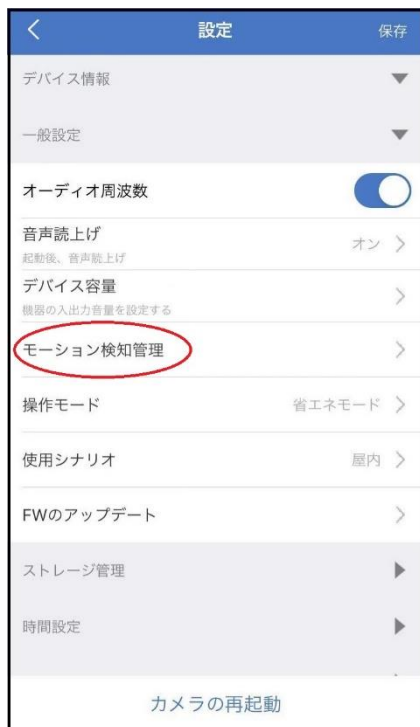 設定
保存
デバイス情報
一般設定
オーディオ周波数
音声読上げ
オン
起動後、音声読上げ
デバイス容量
機器の入出力音量を設定する
モーション検知管理
操作モード
省エネモード
使用シナリオ
屋内
FWのアップデート
ストレージ管理
時間設定
カメラの再起動